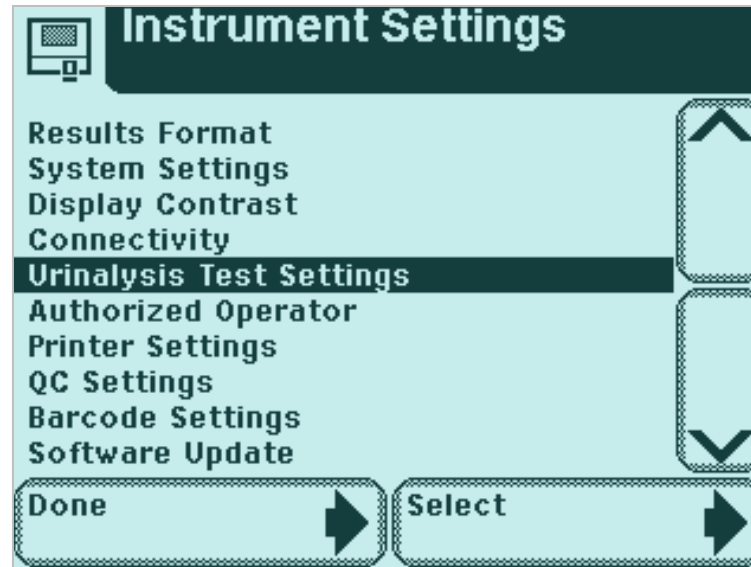 Instrument Settings
Results Format
System Settings
Display Contrast
Connectivity
Urinalysis Test Settings
Authorized Operator
Printer Settings
QC Settings
Barcode Settings
Software Update
Done
Select